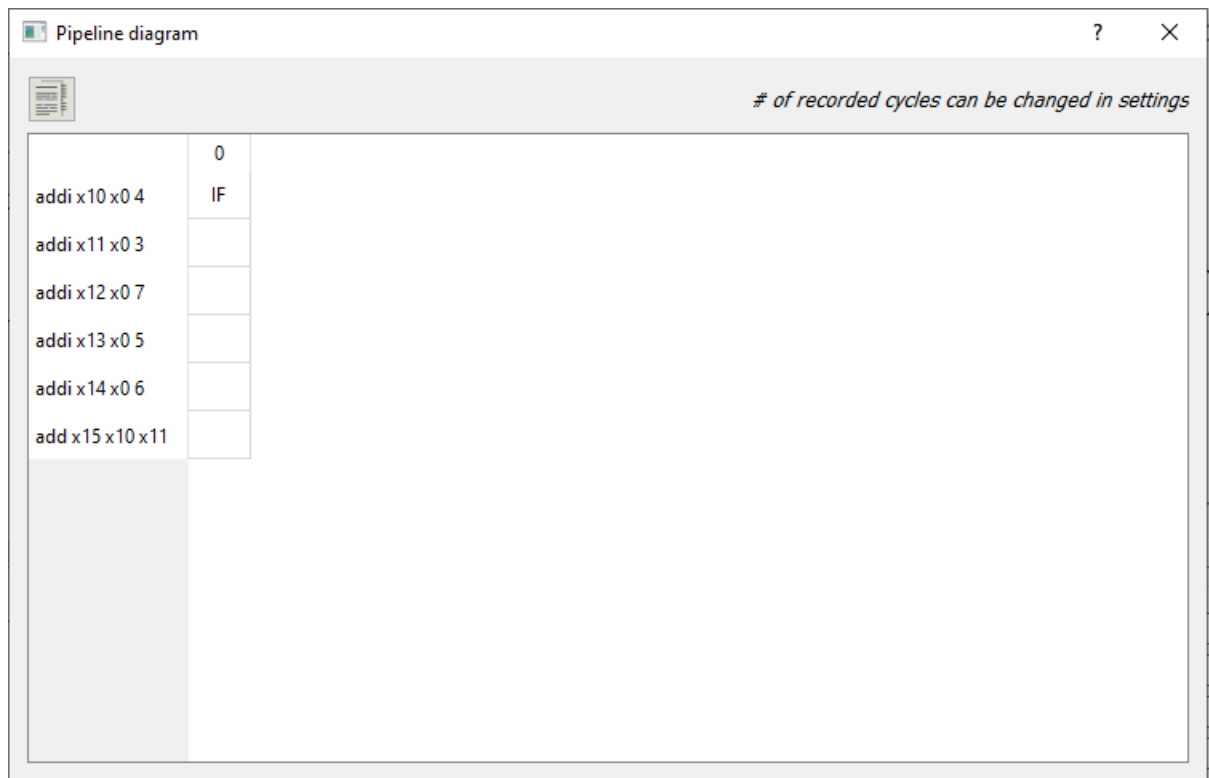 Pipeline diagram ?
# of recorded cycles can be changed in settings
0
addi x10 x0 4 IF
addi x11 x0 3
addi x12 x0 7
addi x13 x0 5
addi x14 x0 6
add x15 x10 x11